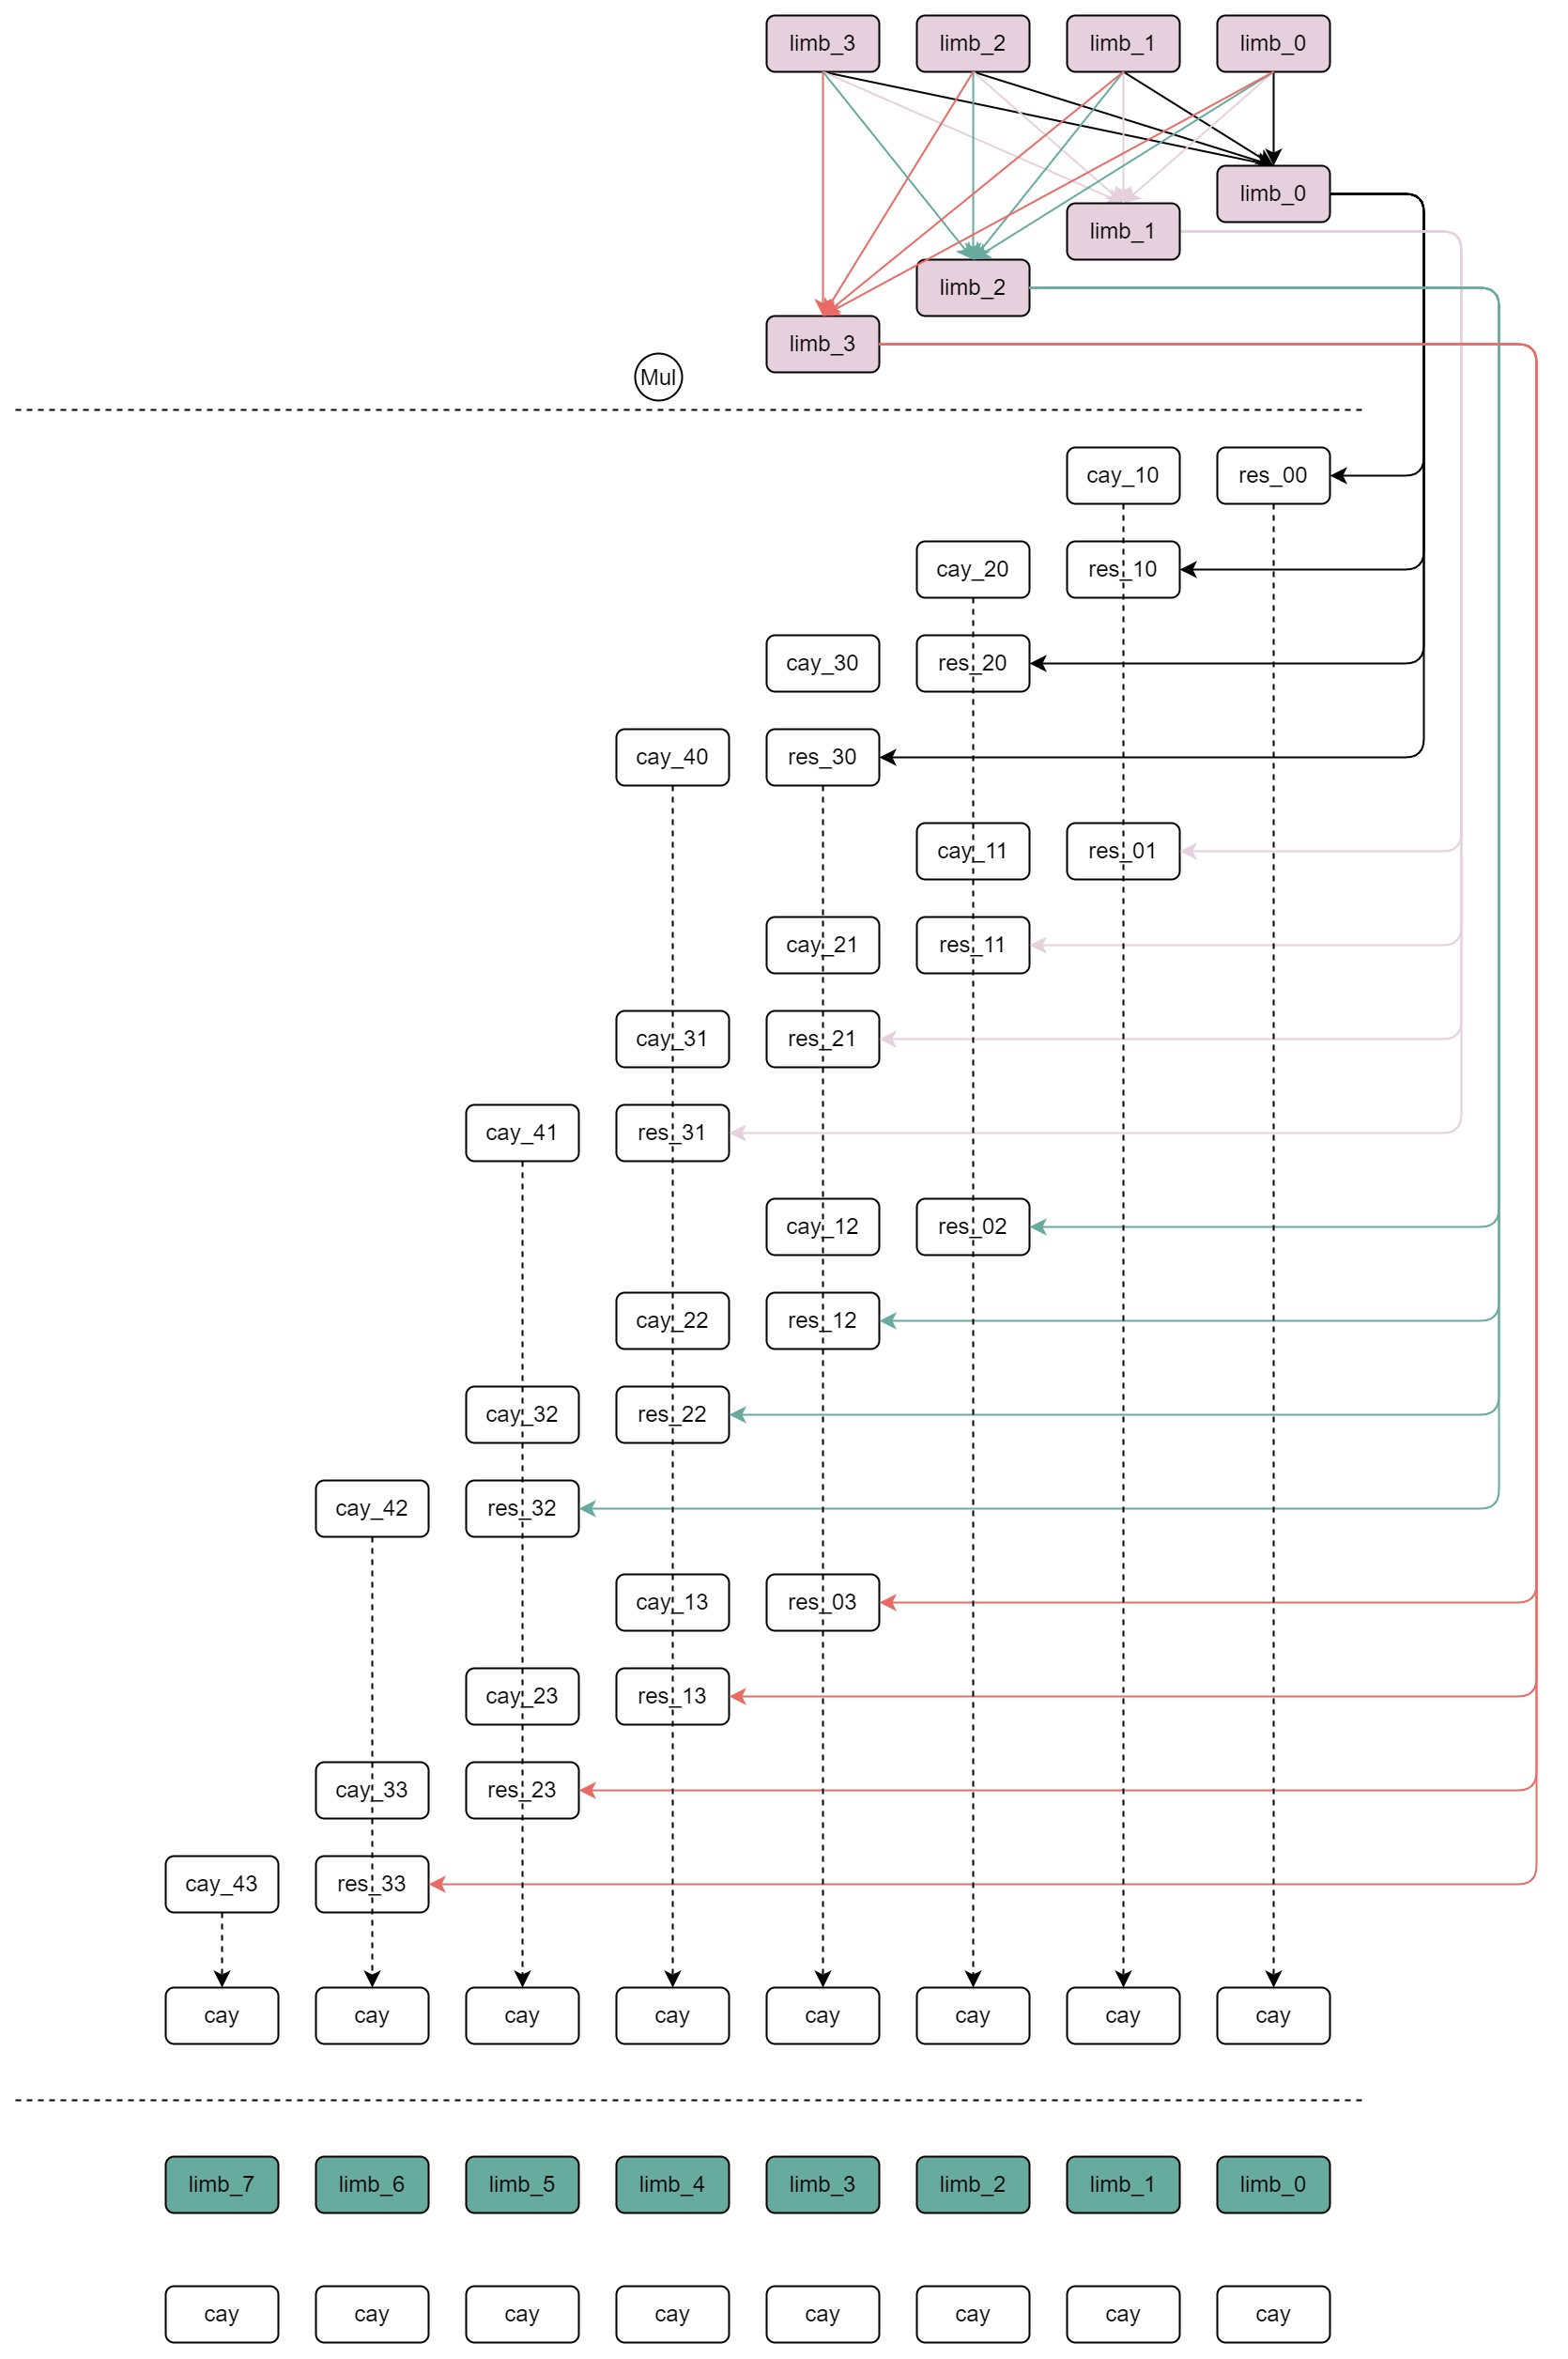 limb_3 limb_2 limb_1 limb_0
limb_0
limb_1
limb_2
limb_3
Mul
cay_10 res_00
cay_20 res_10
cay_30 res_20
cay_40 res_30
cay_11 res_01
cay_21 res_11
cay_31 res_21
cay_41 res_31
cay_12 res_02
cay_22 res_12
cay_32 res_22
cay_42 res_32
cay_13 res_03
cay_23 res_13
cay_33 res_23
cay_43 res_33
cay cay cay cay cay cay cay cay
limb_7 limb_6 limb_5 limb_4 limb_3 limb_2 limb_1 limb_0
cay cay cay cay cay cay cay cay